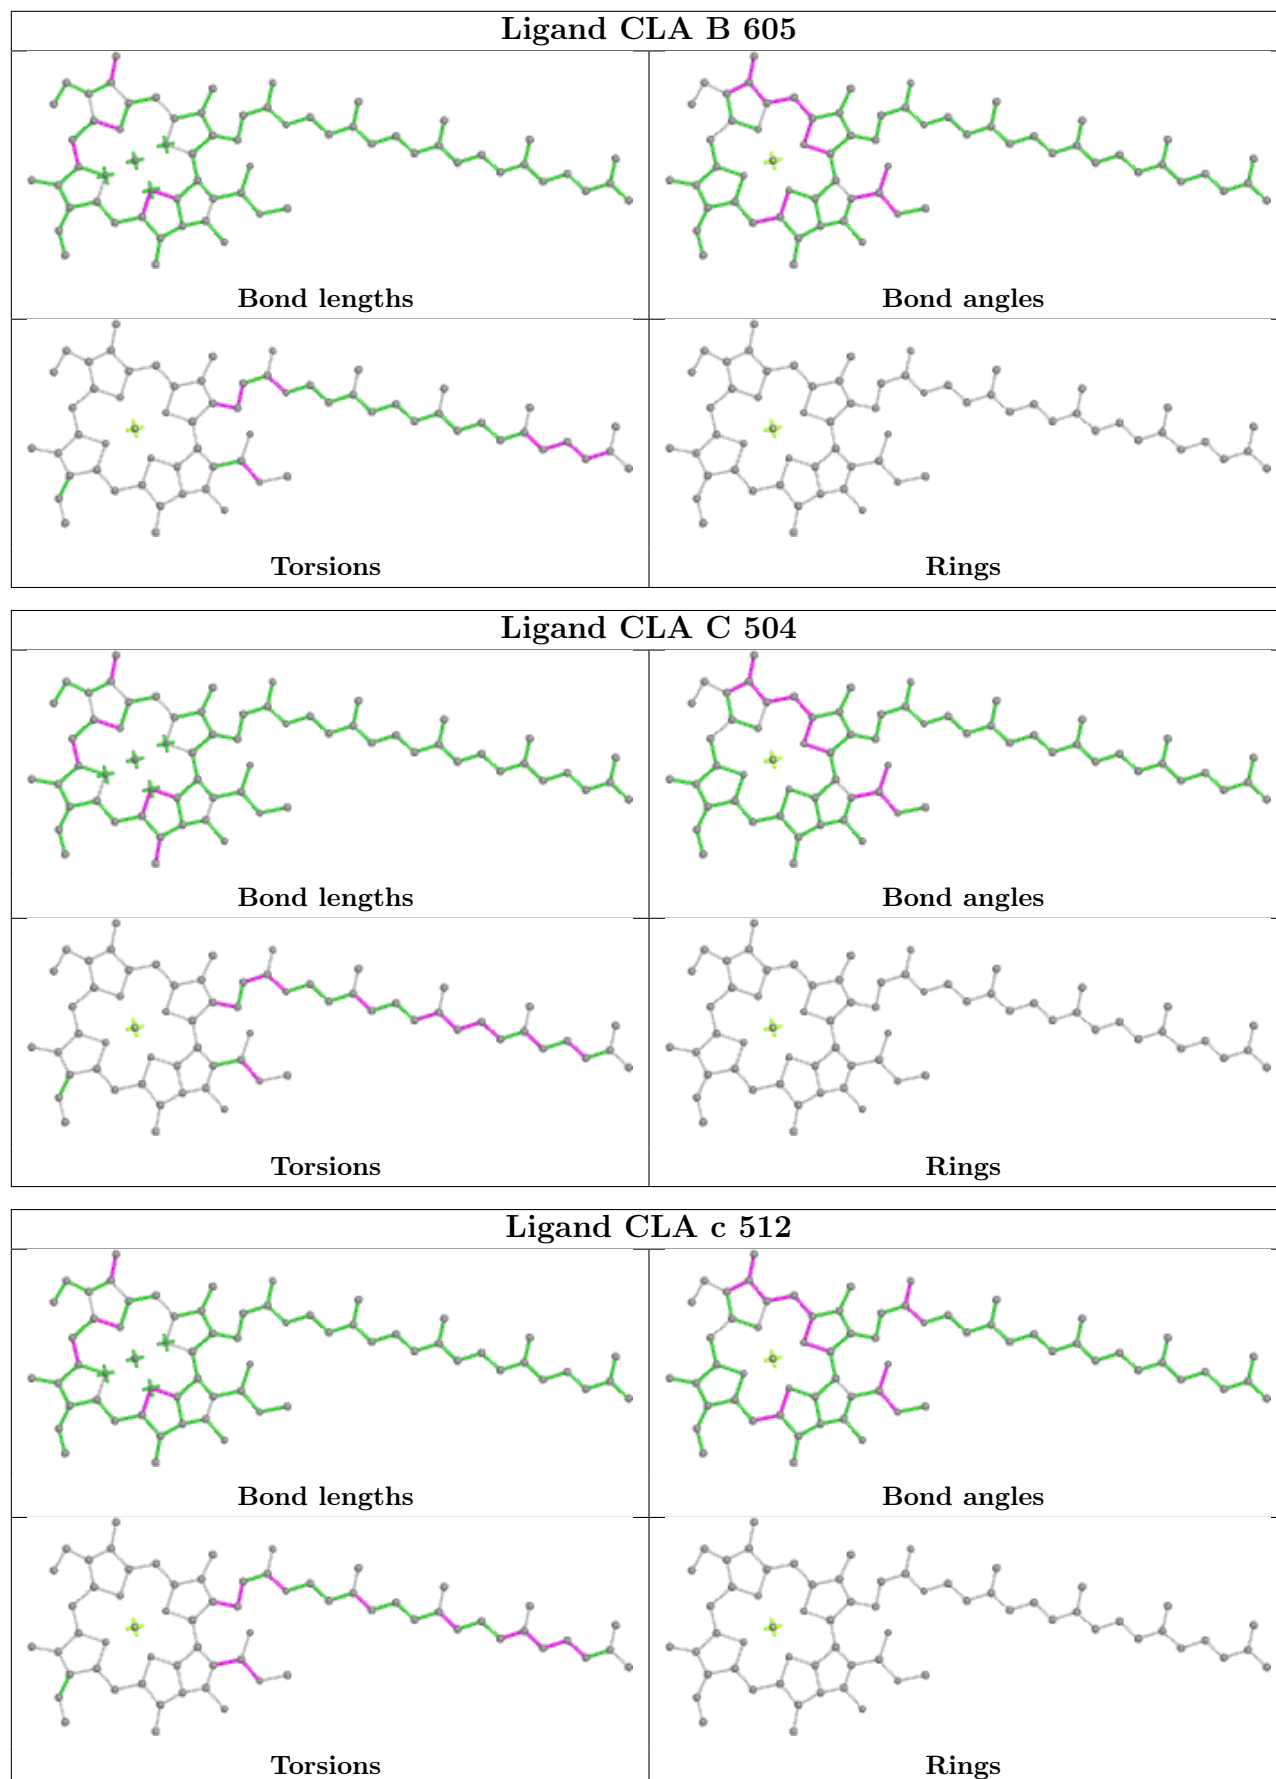 Ligand CLA B 605
Bond lengths
Bond angles
Torsions
Rings
Ligand CLA C 504
Bond lengths
Bond angles
Torsions
Rings
Ligand CLA c 512
Bond lengths
Bond angles
Torsions
Rings